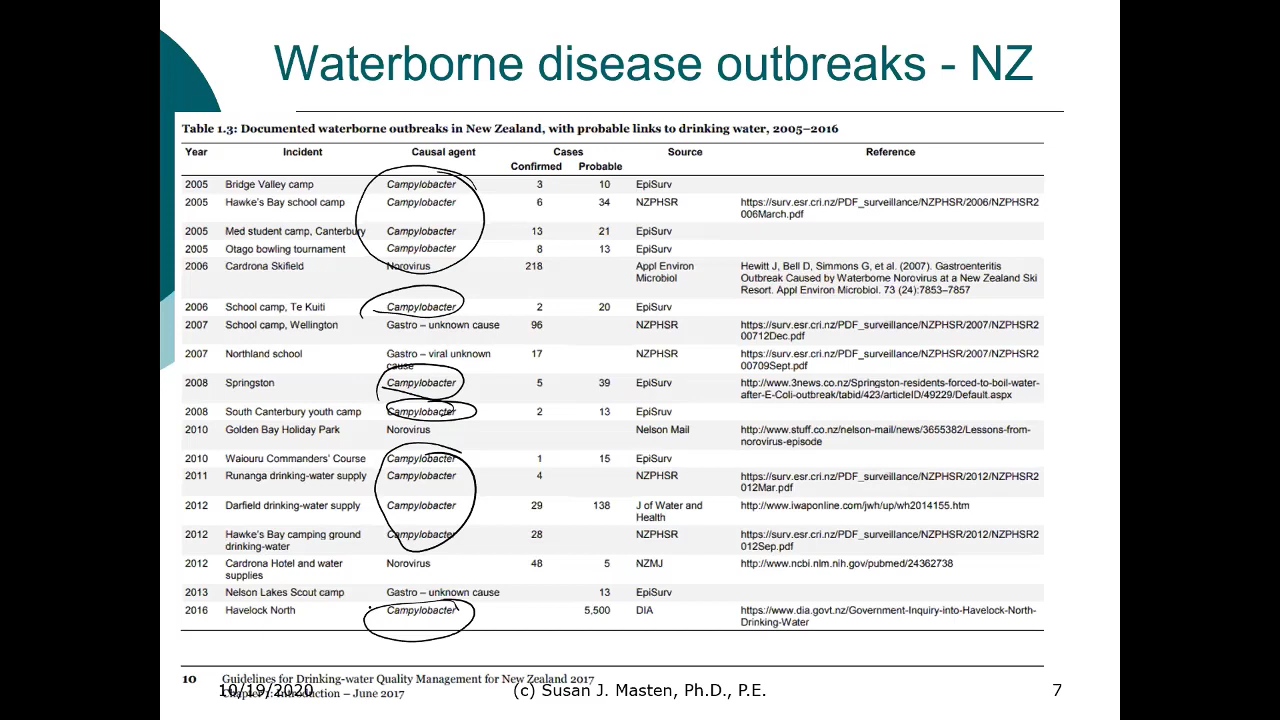 Waterborne disease outbreaks - NZ
Table 1.3: Documented waterborne outbreaks in New Zealand, with probable links to drinking water, 2005–2016
Year Incident Causal agent Cases Source Reference
Confirmed Probable
2005 Bridge Valley camp Campylobacter 3 10 EpiSurv
2005 Hawke's Bay school camp Campylobacter 6 34 NZPHSR https://surv.esr.cri.nz/PDF_surveillance/NZPHSR/2006/NZPHSR2
006March.pdf
2005 Med student camp, Canterbury Campylobacter 13 21 EpiSurv
2005 Otago bowling tournament Campylobacter 8 13 EpiSurv
2006 Cardrona Skifield Norovirus 218 Appl Environ Hewitt J, Bell D, Simmons G, et al. (2007). Gastroenteritis
Microbiol Outbreak Caused by Waterborne Norovirus at a New Zealand Ski
Resort. Appl Environ Microbiol. 73 (24):7853–7857
2006 School camp, Te Kuiti Campylobacter 2 20 EpiSurv
2007 School camp, Wellington Gastro – unknown cause 96 NZPHSR https://surv.esr.cri.nz/PDF_surveillance/NZPHSR/2007/NZPHSR2
00712Dec.pdf
2007 Northland school Gastro – viral unknown 17 NZPHSR https://surv.esr.cri.nz/PDF_surveillance/NZPHSR/2007/NZPHSR2
cause 00709Sept.pdf
2008 Springston Campylobacter 5 39 EpiSurv http://www.3news.co.nz/Springston-residents-forced-to-boil-water-
after-E-Coli-outbreak/tabid/423/articleID/49229/Default.aspx
2008 South Canterbury youth camp Campylobacter 2 13 EpiSruv
2010 Golden Bay Holiday Park Norovirus Nelson Mail http://www.stuff.co.nz/nelson-mail/news/3655382/Lessons-from-
norovirus-episode
2010 Waiouru Commanders' Course Campylobacter 1 15 EpiSurv
2011 Runanga drinking-water supply Campylobacter 4 NZPHSR https://surv.esr.cri.nz/PDF_surveillance/NZPHSR/2012/NZPHSR2
012Mar.pdf
2012 Darfield drinking-water supply Campylobacter 29 138 J of Water and http://www.iwaponline.com/jwh/up/wh2014155.htm
Health
2012 Hawke's Bay camping ground Campylobacter 28 NZPHSR https://surv.esr.cri.nz/PDF_surveillance/NZPHSR/2012/NZPHSR2
drinking-water 012Sep.pdf
2012 Cardrona Hotel and water Norovirus 48 5 NZMJ http://www.ncbi.nlm.nih.gov/pubmed/24362738
supplies
2013 Nelson Lakes Scout camp Gastro – unknown cause 13 EpiSurv
2016 Havelock North Campylobacter 5,500 DIA https://www.dia.govt.nz/Government-Inquiry-into-Havelock-North-
Drinking-Water
10 Guidelines for Drinking-water Quality Management for New Zealand 2017
Chapter 1: Introduction – June 2017
10/19/2020 (c) Susan J. Masten, Ph.D., P.E. 7